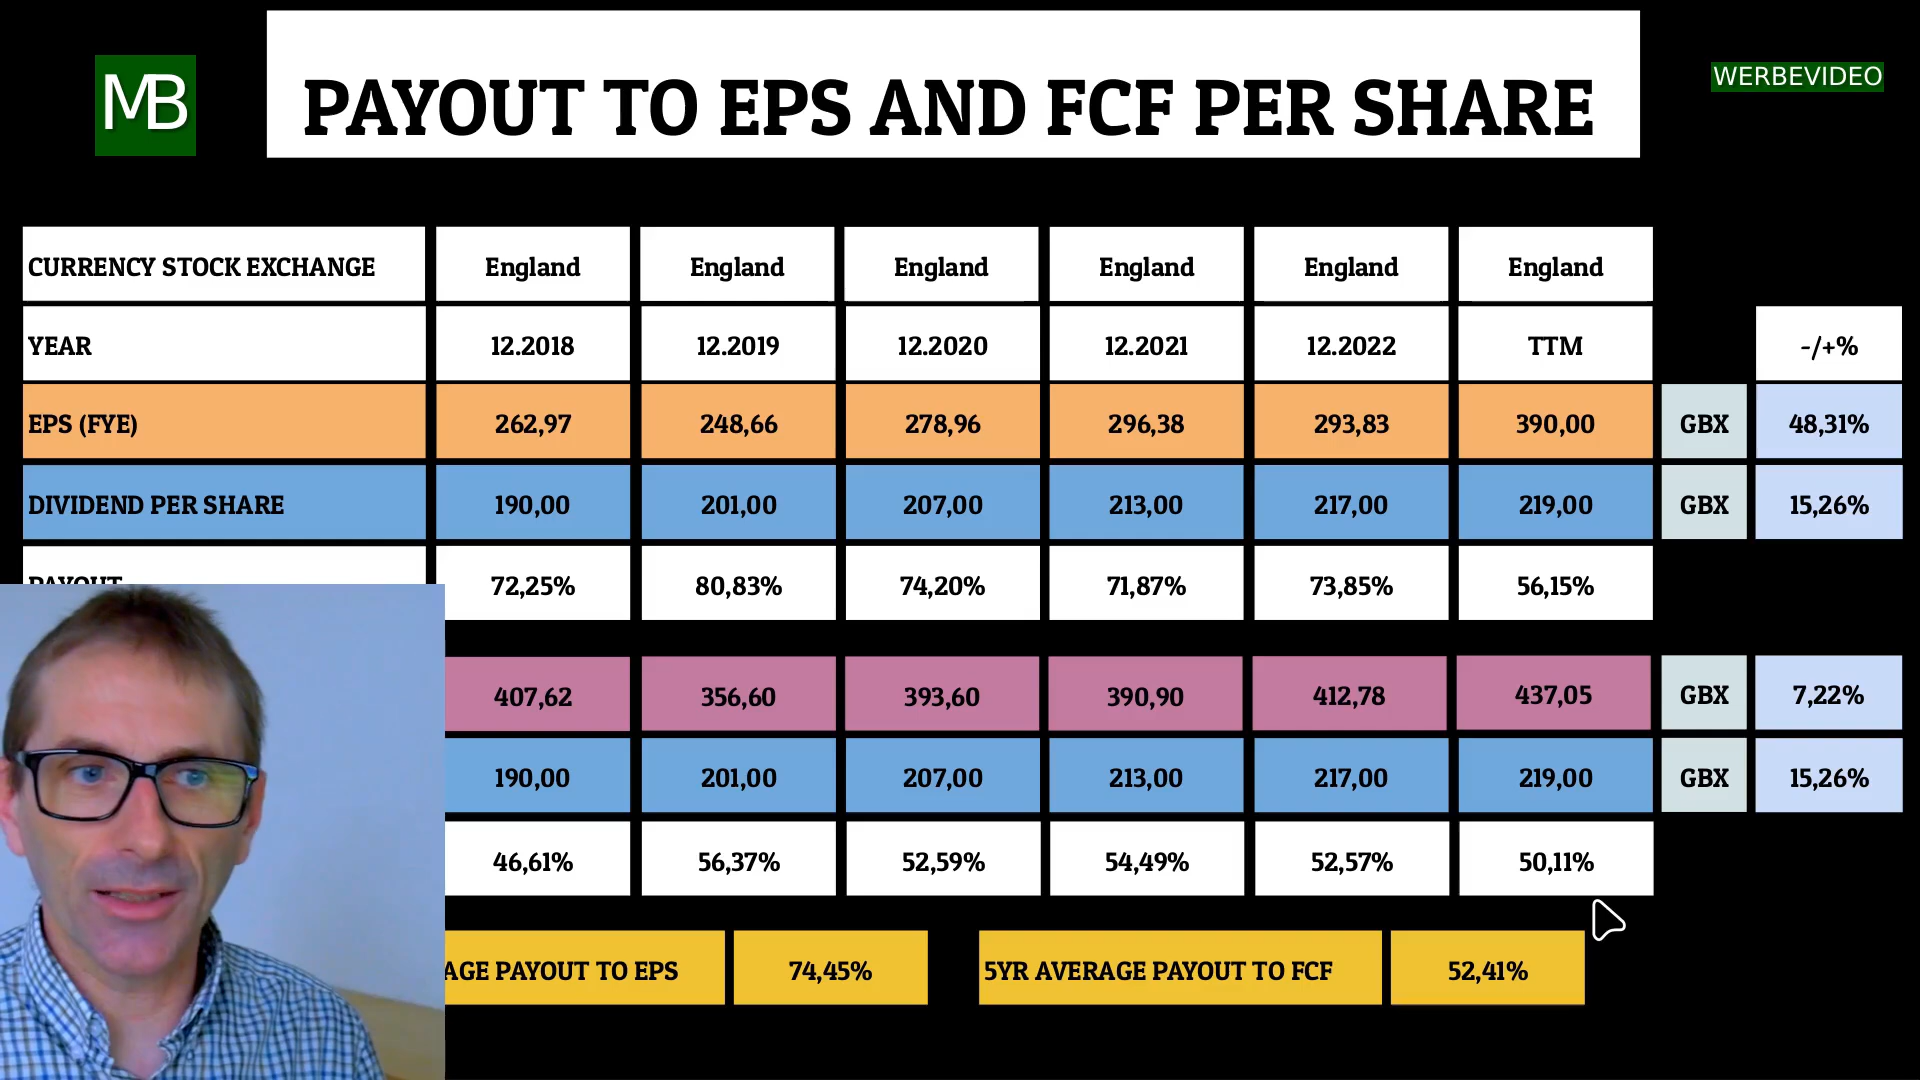 MB
PAYOUT TO EPS AND FCF PER SHARE
WERBEVIDEO
CURRENCY STOCK EXCHANGE England England England England England England
YEAR 12.2018 12.2019 12.2020 12.2021 12.2022 TTM -/+%
EPS (FYE) 262,97 248,66 278,96 296,38 293,83 390,00 GBX 48,31%
DIVIDEND PER SHARE 190,00 201,00 207,00 213,00 217,00 219,00 GBX 15,26%
PAYOUT 72,25% 80,83% 74,20% 71,87% 73,85% 56,15%
407,62 356,60 393,60 390,90 412,78 437,05 GBX 7,22%
190,00 201,00 207,00 213,00 217,00 219,00 GBX 15,26%
46,61% 56,37% 52,59% 54,49% 52,57% 50,11%
AGE PAYOUT TO EPS 74,45% 5YR AVERAGE PAYOUT TO FCF 52,41%